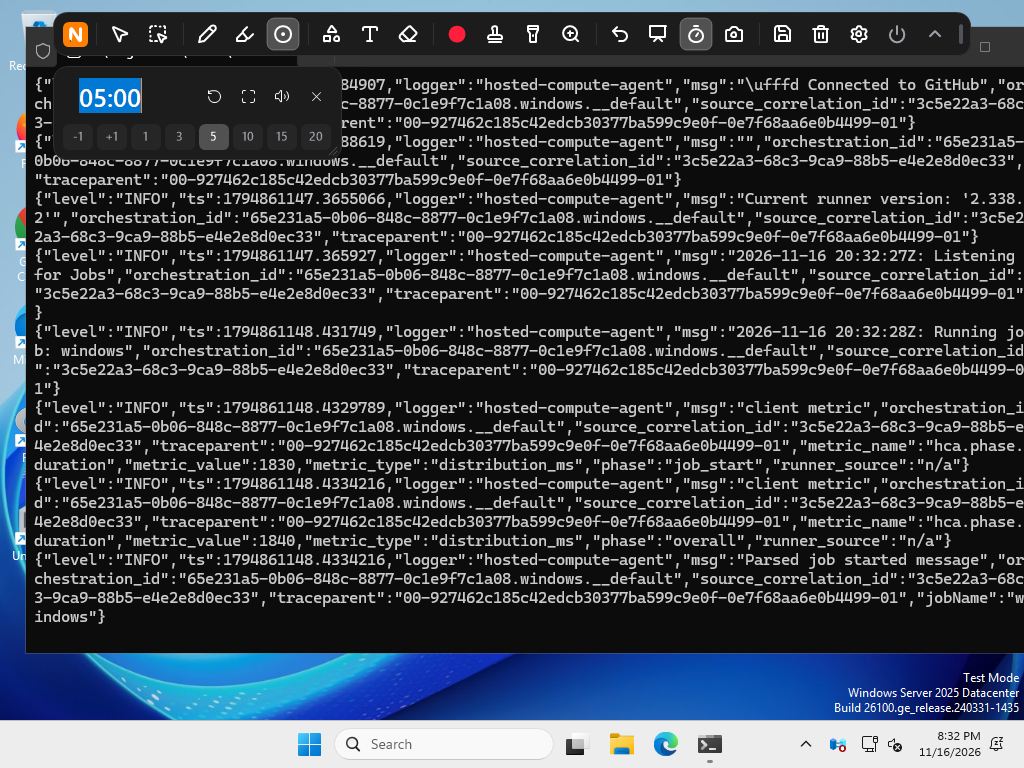 N
T
05:00
-1 +1 1 3 5 10 15 20
84907,"logger":"hosted-compute-agent","msg":"\ufffd Connected to GitHub","or
-8877-0c1e9f7c1a08.windows.__default","source_correlation_id":"3c5e22a3-68
rent":"00-927462c185c42edcb30377ba599c9e0f-0e7f68aa6e0b4499-01"}
88619,"logger":"hosted-compute-agent","msg":"","orchestration_id":"65e231a5-
0b06-848c-8877-0c1e9f7c1a08.windows.__default","source_correlation_id":"3c5e22a3-68c3-9ca9-88b5-e4e2e8d0ec33",
"traceparent":"00-927462c185c42edcb30377ba599c9e0f-0e7f68aa6e0b4499-01"}
{"level":"INFO","ts":1794861147.3655066,"logger":"hosted-compute-agent","msg":"Current runner version: '2.338.
2'","orchestration_id":"65e231a5-0b06-848c-8877-0c1e9f7c1a08.windows.__default","source_correlation_id":"3c5e2
2a3-68c3-9ca9-88b5-e4e2e8d0ec33","traceparent":"00-927462c185c42edcb30377ba599c9e0f-0e7f68aa6e0b4499-01"}
{"level":"INFO","ts":1794861147.365927,"logger":"hosted-compute-agent","msg":"2026-11-16 20:32:27Z: Listening
for Jobs","orchestration_id":"65e231a5-0b06-848c-8877-0c1e9f7c1a08.windows.__default","source_correlation_id":
"3c5e22a3-68c3-9ca9-88b5-e4e2e8d0ec33","traceparent":"00-927462c185c42edcb30377ba599c9e0f-0e7f68aa6e0b4499-01"
}
{"level":"INFO","ts":1794861148.431749,"logger":"hosted-compute-agent","msg":"2026-11-16 20:32:28Z: Running jo
b: windows","orchestration_id":"65e231a5-0b06-848c-8877-0c1e9f7c1a08.windows.__default","source_correlation_id
":"3c5e22a3-68c3-9ca9-88b5-e4e2e8d0ec33","traceparent":"00-927462c185c42edcb30377ba599c9e0f-0e7f68aa6e0b4499-0
1"}
{"level":"INFO","ts":1794861148.4329789,"logger":"hosted-compute-agent","msg":"client metric","orchestration_i
d":"65e231a5-0b06-848c-8877-0c1e9f7c1a08.windows.__default","source_correlation_id":"3c5e22a3-68c3-9ca9-88b5-e
4e2e8d0ec33","traceparent":"00-927462c185c42edcb30377ba599c9e0f-0e7f68aa6e0b4499-01","metric_name":"hca.phase.
duration","metric_value":1830,"metric_type":"distribution_ms","phase":"job_start","runner_source":"n/a"}
{"level":"INFO","ts":1794861148.4334216,"logger":"hosted-compute-agent","msg":"client metric","orchestration_i
d":"65e231a5-0b06-848c-8877-0c1e9f7c1a08.windows.__default","source_correlation_id":"3c5e22a3-68c3-9ca9-88b5-e
4e2e8d0ec33","traceparent":"00-927462c185c42edcb30377ba599c9e0f-0e7f68aa6e0b4499-01","metric_name":"hca.phase.
duration","metric_value":1840,"metric_type":"distribution_ms","phase":"overall","runner_source":"n/a"}
{"level":"INFO","ts":1794861148.4334216,"logger":"hosted-compute-agent","msg":"Parsed job started message","or
chestration_id":"65e231a5-0b06-848c-8877-0c1e9f7c1a08.windows.__default","source_correlation_id":"3c5e22a3-68c
3-9ca9-88b5-e4e2e8d0ec33","traceparent":"00-927462c185c42edcb30377ba599c9e0f-0e7f68aa6e0b4499-01","jobName":"w
indows"}
Test Mode
Windows Server 2025 Datacenter
Build 26100.ge_release.240331-1435
Search
8:32 PM
11/16/2026